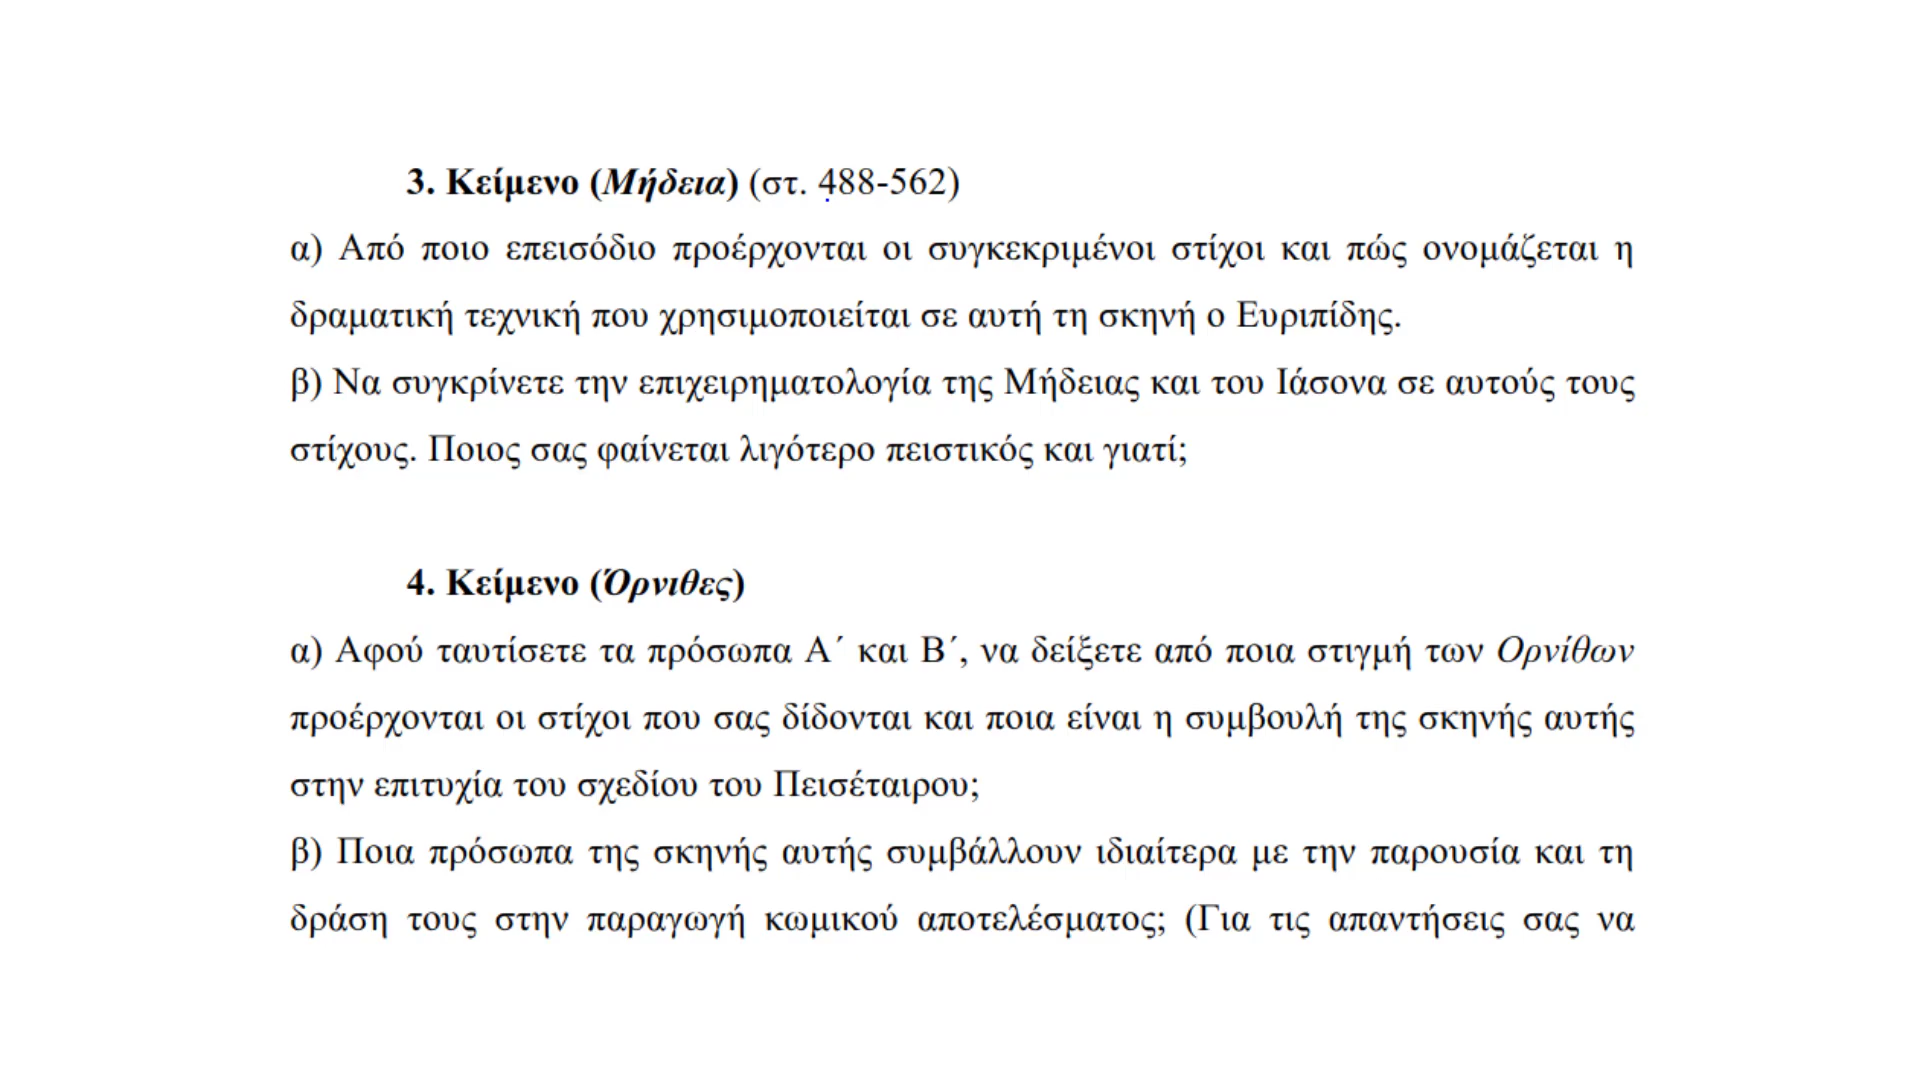 3. Κείμενο (Μήδεια) (στ. 488-562)
α) Από ποιο επεισόδιο προέρχονται οι συγκεκριμένοι στίχοι και πώς ονομάζεται η
δραματική τεχνική που χρησιμοποιείται σε αυτή τη σκηνή ο Ευριπίδης.
β) Να συγκρίνετε την επιχειρηματολογία της Μήδειας και του Ιάσονα σε αυτούς τους
στίχους. Ποιος σας φαίνεται λιγότερο πειστικός και γιατί;
4. Κείμενο (Όρνιθες)
α) Αφού ταυτίσετε τα πρόσωπα Α΄ και Β΄, να δείξετε από ποια στιγμή των Ορνίθων
προέρχονται οι στίχοι που σας δίδονται και ποια είναι η συμβουλή της σκηνής αυτής
στην επιτυχία του σχεδίου του Πεισέταιρου;
β) Ποια πρόσωπα της σκηνής αυτής συμβάλλουν ιδιαίτερα με την παρουσία και τη
δράση τους στην παραγωγή κωμικού αποτελέσματος; (Για τις απαντήσεις σας να